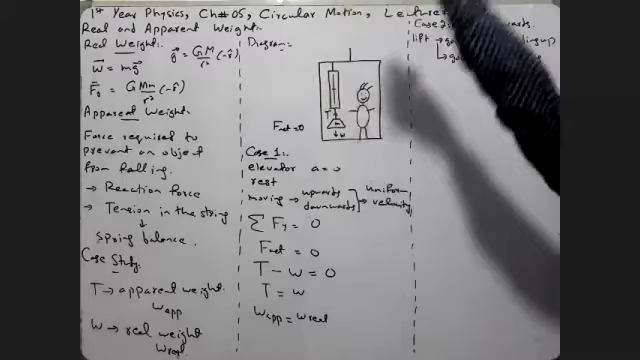 1st Year Physics, Ch# 05, Circular Motion, Lecture#
Real and Apparent Weight:-
Real Weight:-
W = mg
g = GM/r² (-r̂)
Fg = G Mm/r² (-r̂)
Apparent Weight:-
Force required to
prevent an object
from falling.
→ Reaction force
→ Tension in the string
↓
spring balance.
Case Study:-
T → apparent weight
Wapp
W → real weight
Wreal
Diagram:-
T
m
↓ w
Fnet = 0
Case 1:-
elevator a = 0
rest
moving → upwards
downwards
→ uniform
velocity
Σ Fy = 0
Fnet = 0
T - w = 0
T = w
Wapp = Wreal
Case 2:
wards.
lift →
up